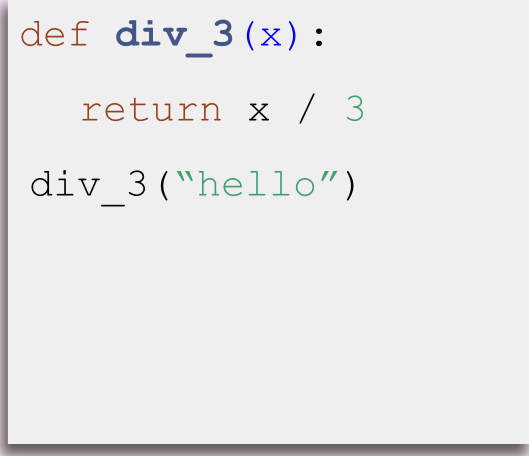 def div_3(x):
return x / 3
div_3(“hello”)